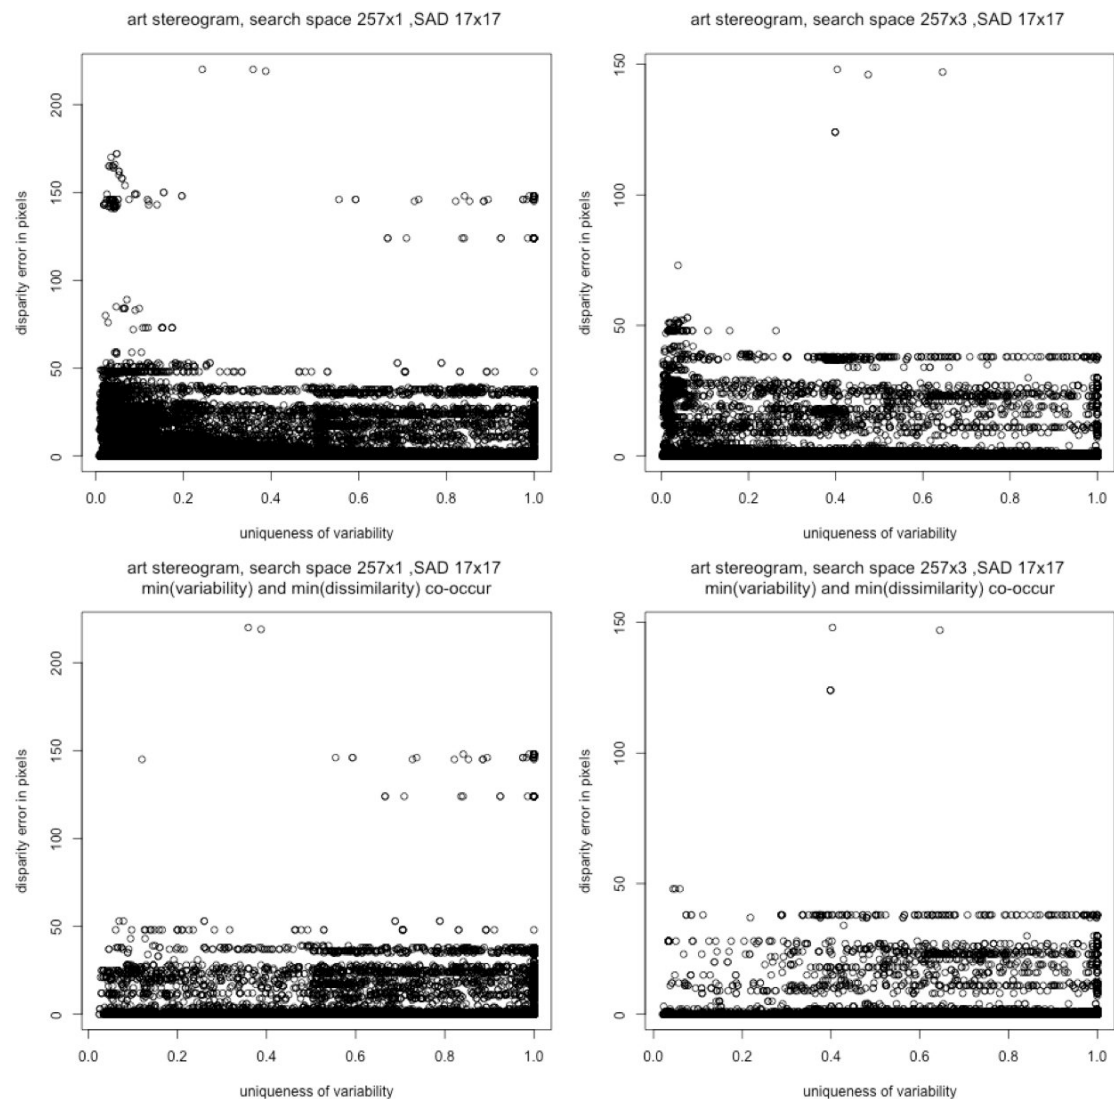 art stereogram, search space 257x1 ,SAD 17x17
disparity error in pixels
200
150
100
50
0
0.0 0.2 0.4 0.6 0.8 1.0
uniqueness of variability
art stereogram, search space 257x3 ,SAD 17x17
disparity error in pixels
150
100
50
0
0.0 0.2 0.4 0.6 0.8 1.0
uniqueness of variability
art stereogram, search space 257x1 ,SAD 17x17
min(variability) and min(dissimilarity) co-occur
disparity error in pixels
200
150
100
50
0
0.0 0.2 0.4 0.6 0.8 1.0
uniqueness of variability
art stereogram, search space 257x3 ,SAD 17x17
min(variability) and min(dissimilarity) co-occur
disparity error in pixels
150
100
50
0
0.0 0.2 0.4 0.6 0.8 1.0
uniqueness of variability